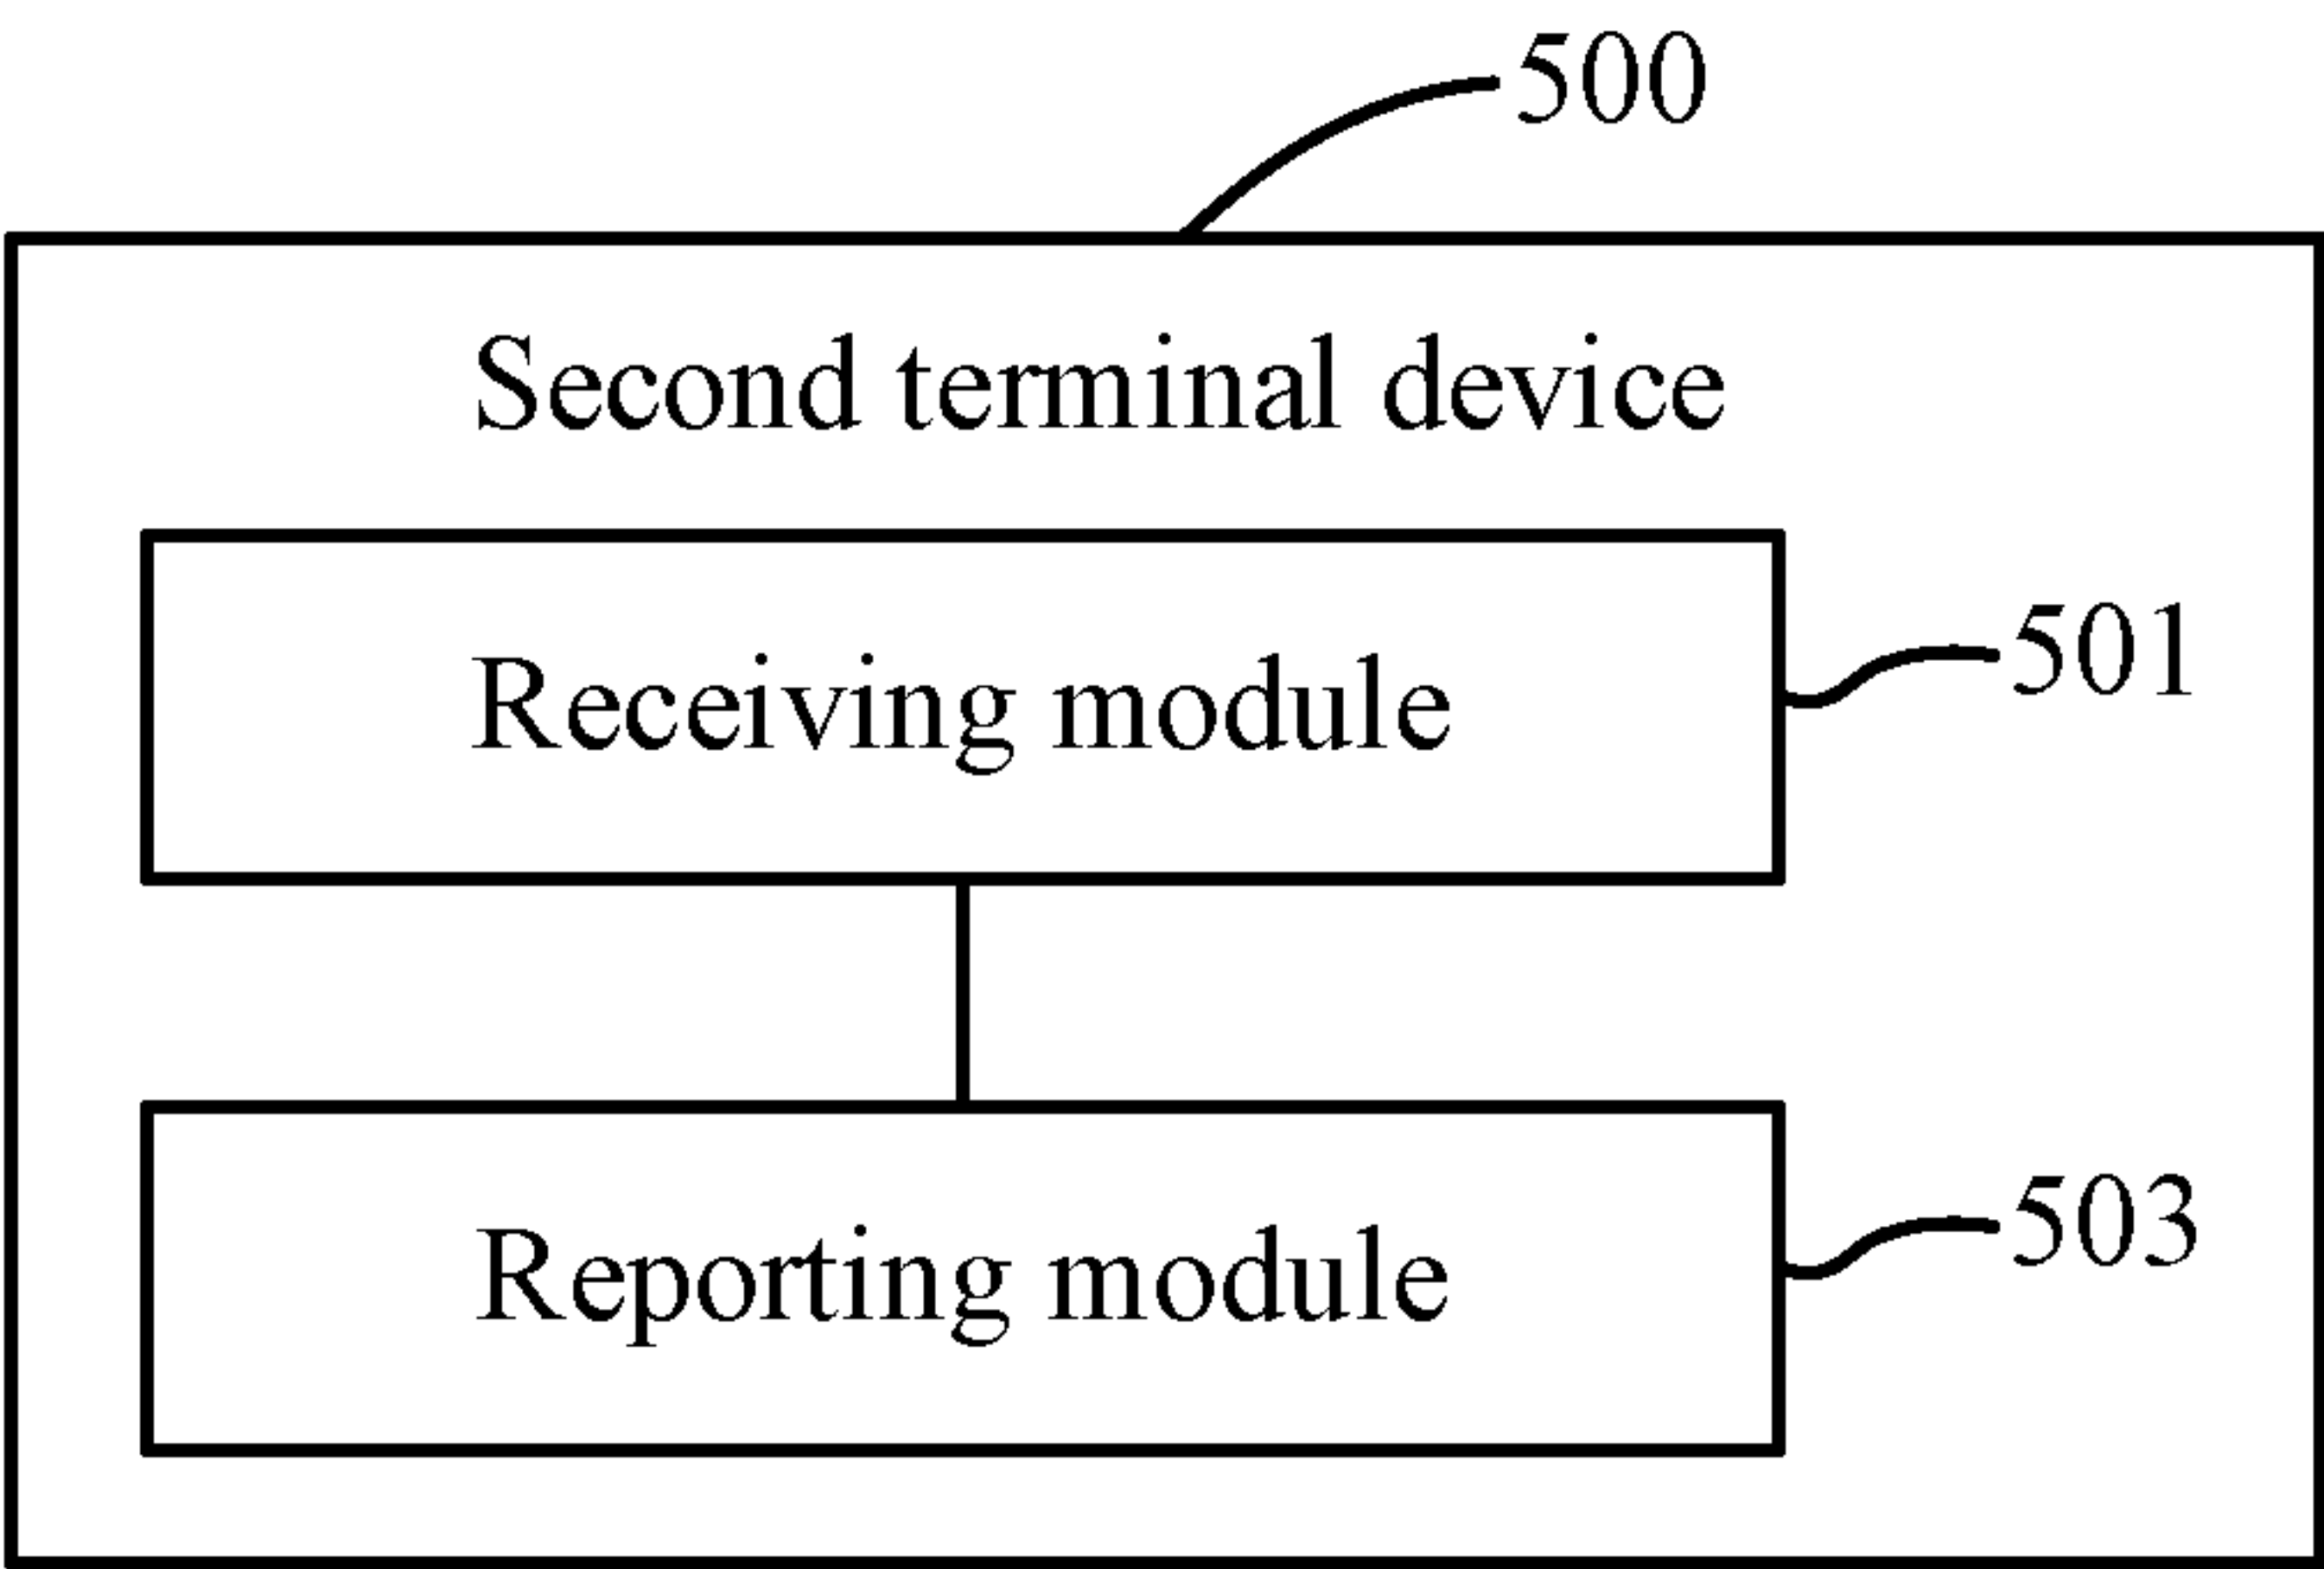 500
Second terminal device
Receiving module
501
Reporting module
503